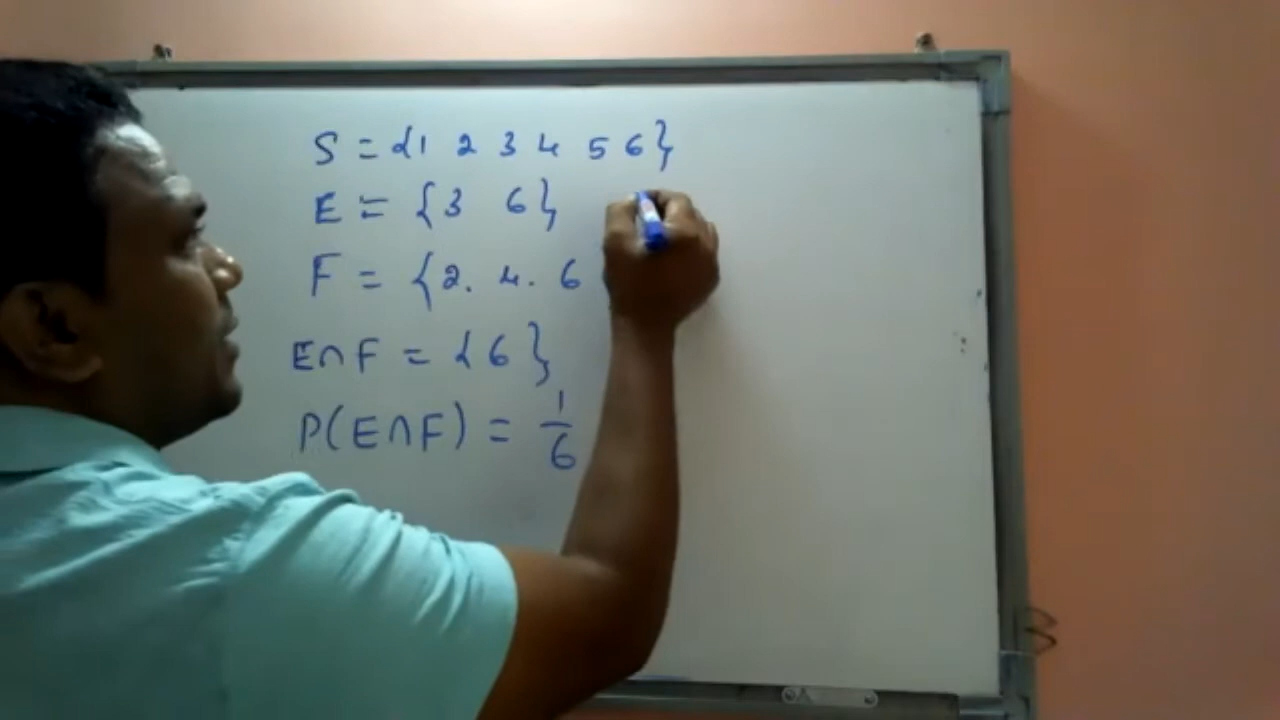 S = {1 2 3 4 5 6}
E = {3 6}
F = {2. 4. 6
E∩F = {6}
P(E∩F) = 1/6